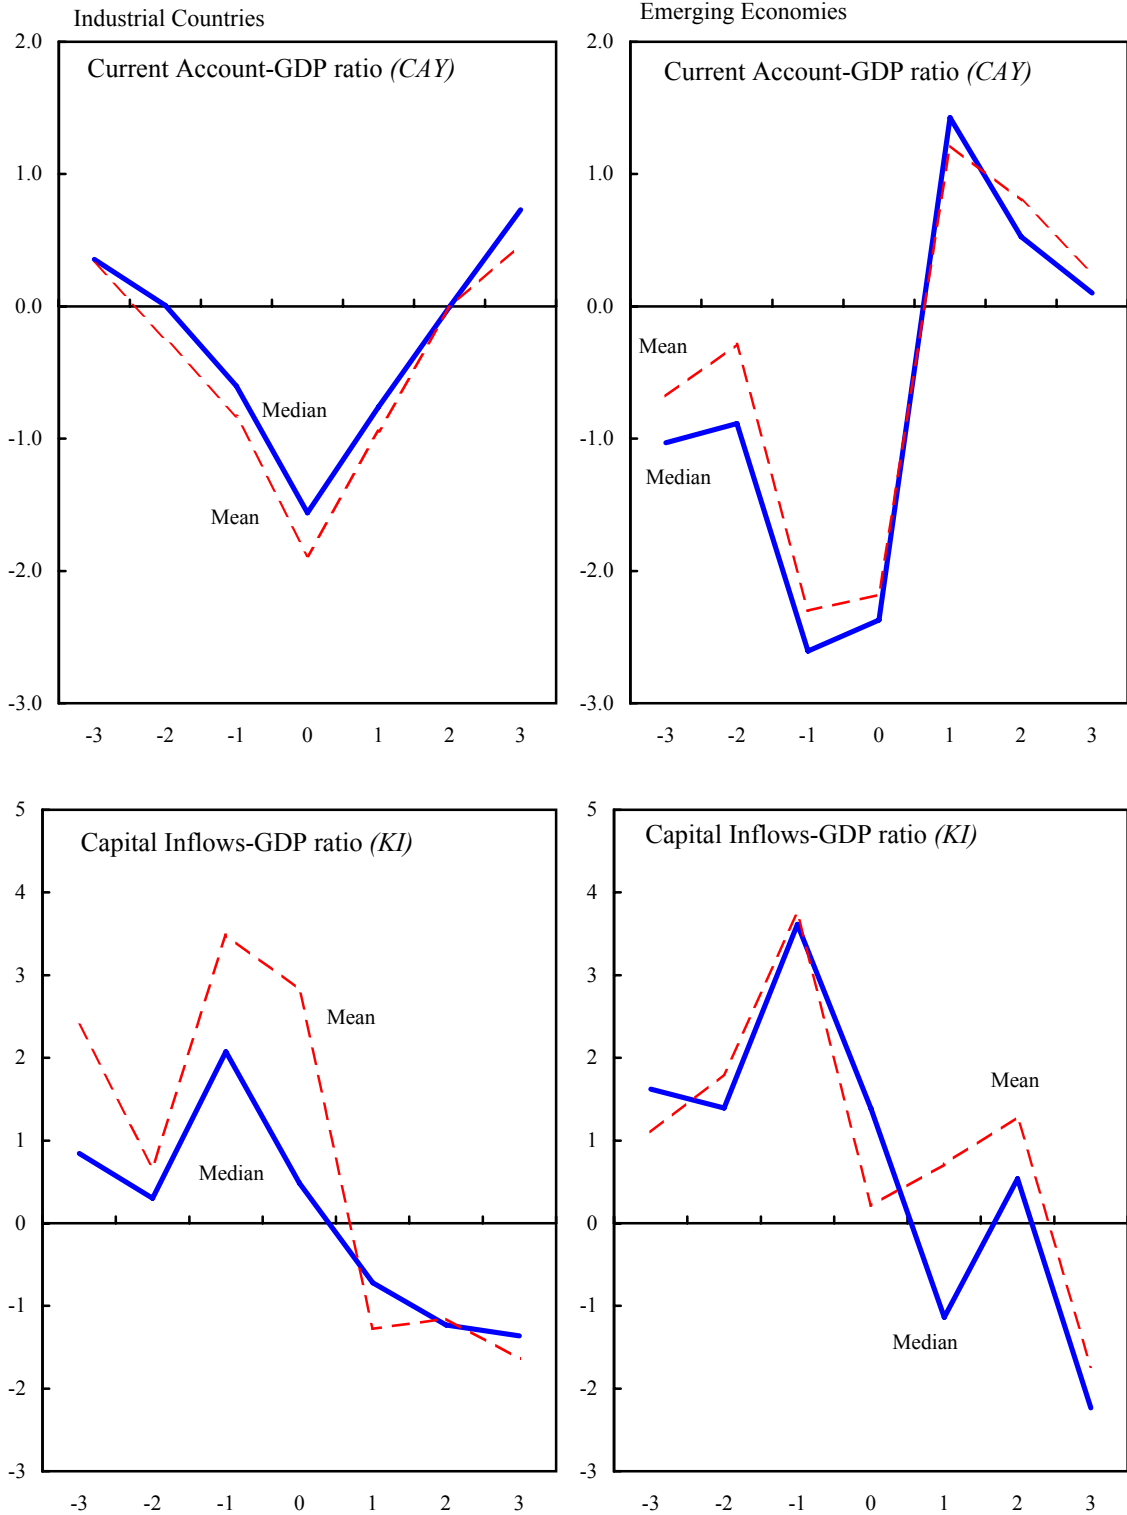 Industrial Countries
Emerging Economies
Current Account-GDP ratio (CAY)
2.0
1.0
0.0
-1.0
-2.0
-3.0
Median
Mean
-3 -2 -1 0 1 2 3
Current Account-GDP ratio (CAY)
2.0
1.0
0.0
-1.0
-2.0
-3.0
Mean
Median
-3 -2 -1 0 1 2 3
Capital Inflows-GDP ratio (KI)
5
4
3
2
1
0
-1
-2
-3
Mean
Median
-3 -2 -1 0 1 2 3
Capital Inflows-GDP ratio (KI)
5
4
3
2
1
0
-1
-2
-3
Mean
Median
-3 -2 -1 0 1 2 3